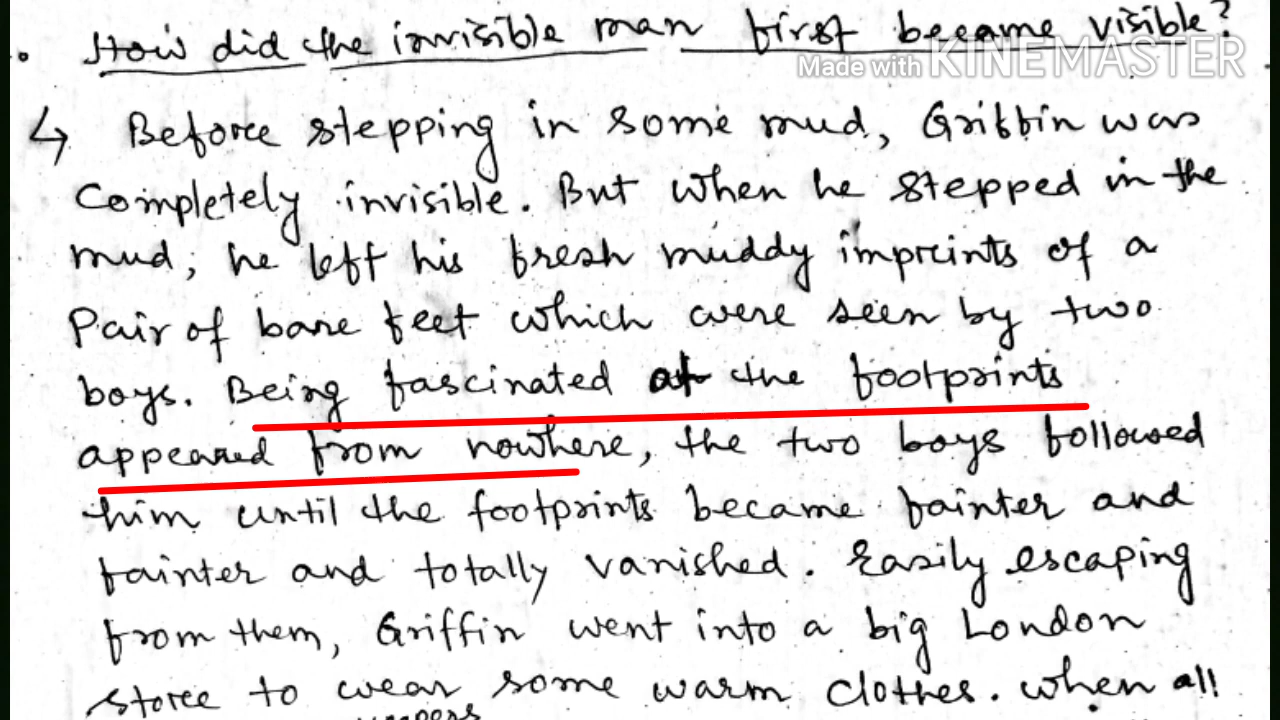 How did the invisible man first became visible?
Made with KINEMASTER
↳ Before stepping in some mud, Griffin was
Completely invisible. But when he stepped in the
mud, he left his fresh muddy imprints of a
Pair of bare feet which were seen by two
boys. Being fascinated at the footprints
appeared from nowhere, the two boys followed
him until the footprints became fainter and
fainter and totally vanished. Easily escaping
from them, Griffin went into a big London
store to wear some warm clothes. When all